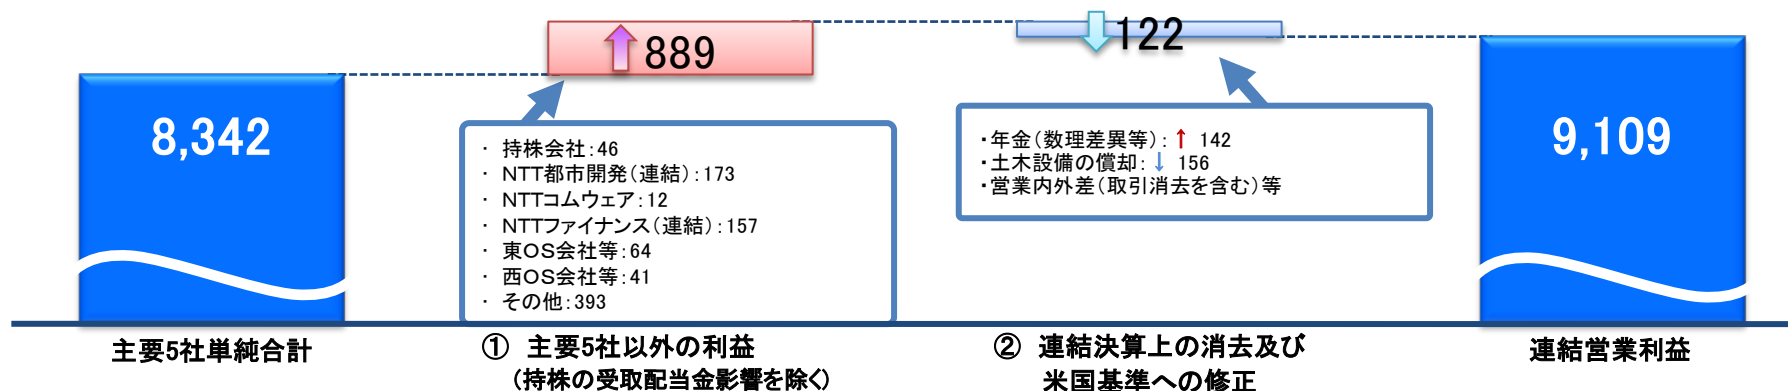 8,342
889
122
9,109
・ 持株会社:46
・ NTT都市開発(連結):173
・ NTTコムウェア:12
・ NTTファイナンス(連結):157
・ 東OS会社等:64
・ 西OS会社等:41
・ その他:393
・年金(数理差異等):↑ 142
・土木設備の償却:↓ 156
・営業内外差(取引消去を含む)等
主要5社単純合計
① 主要5社以外の利益
(持株の受取配当金影響を除く)
② 連結決算上の消去及び
米国基準への修正
連結営業利益